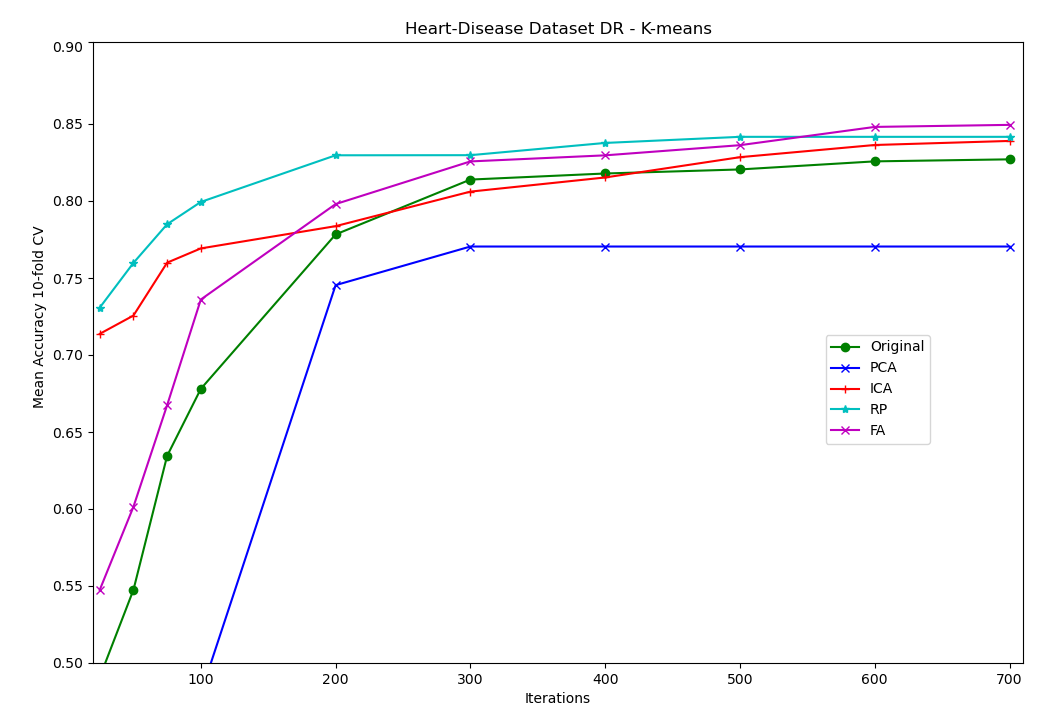 Heart-Disease Dataset DR - K-means
0.90
0.85
0.80
0.75
0.70
0.65
0.60
0.55
0.50
Mean Accuracy 10-fold CV
Original
PCA
ICA
RP
FA
100 200 300 400 500 600 700
Iterations